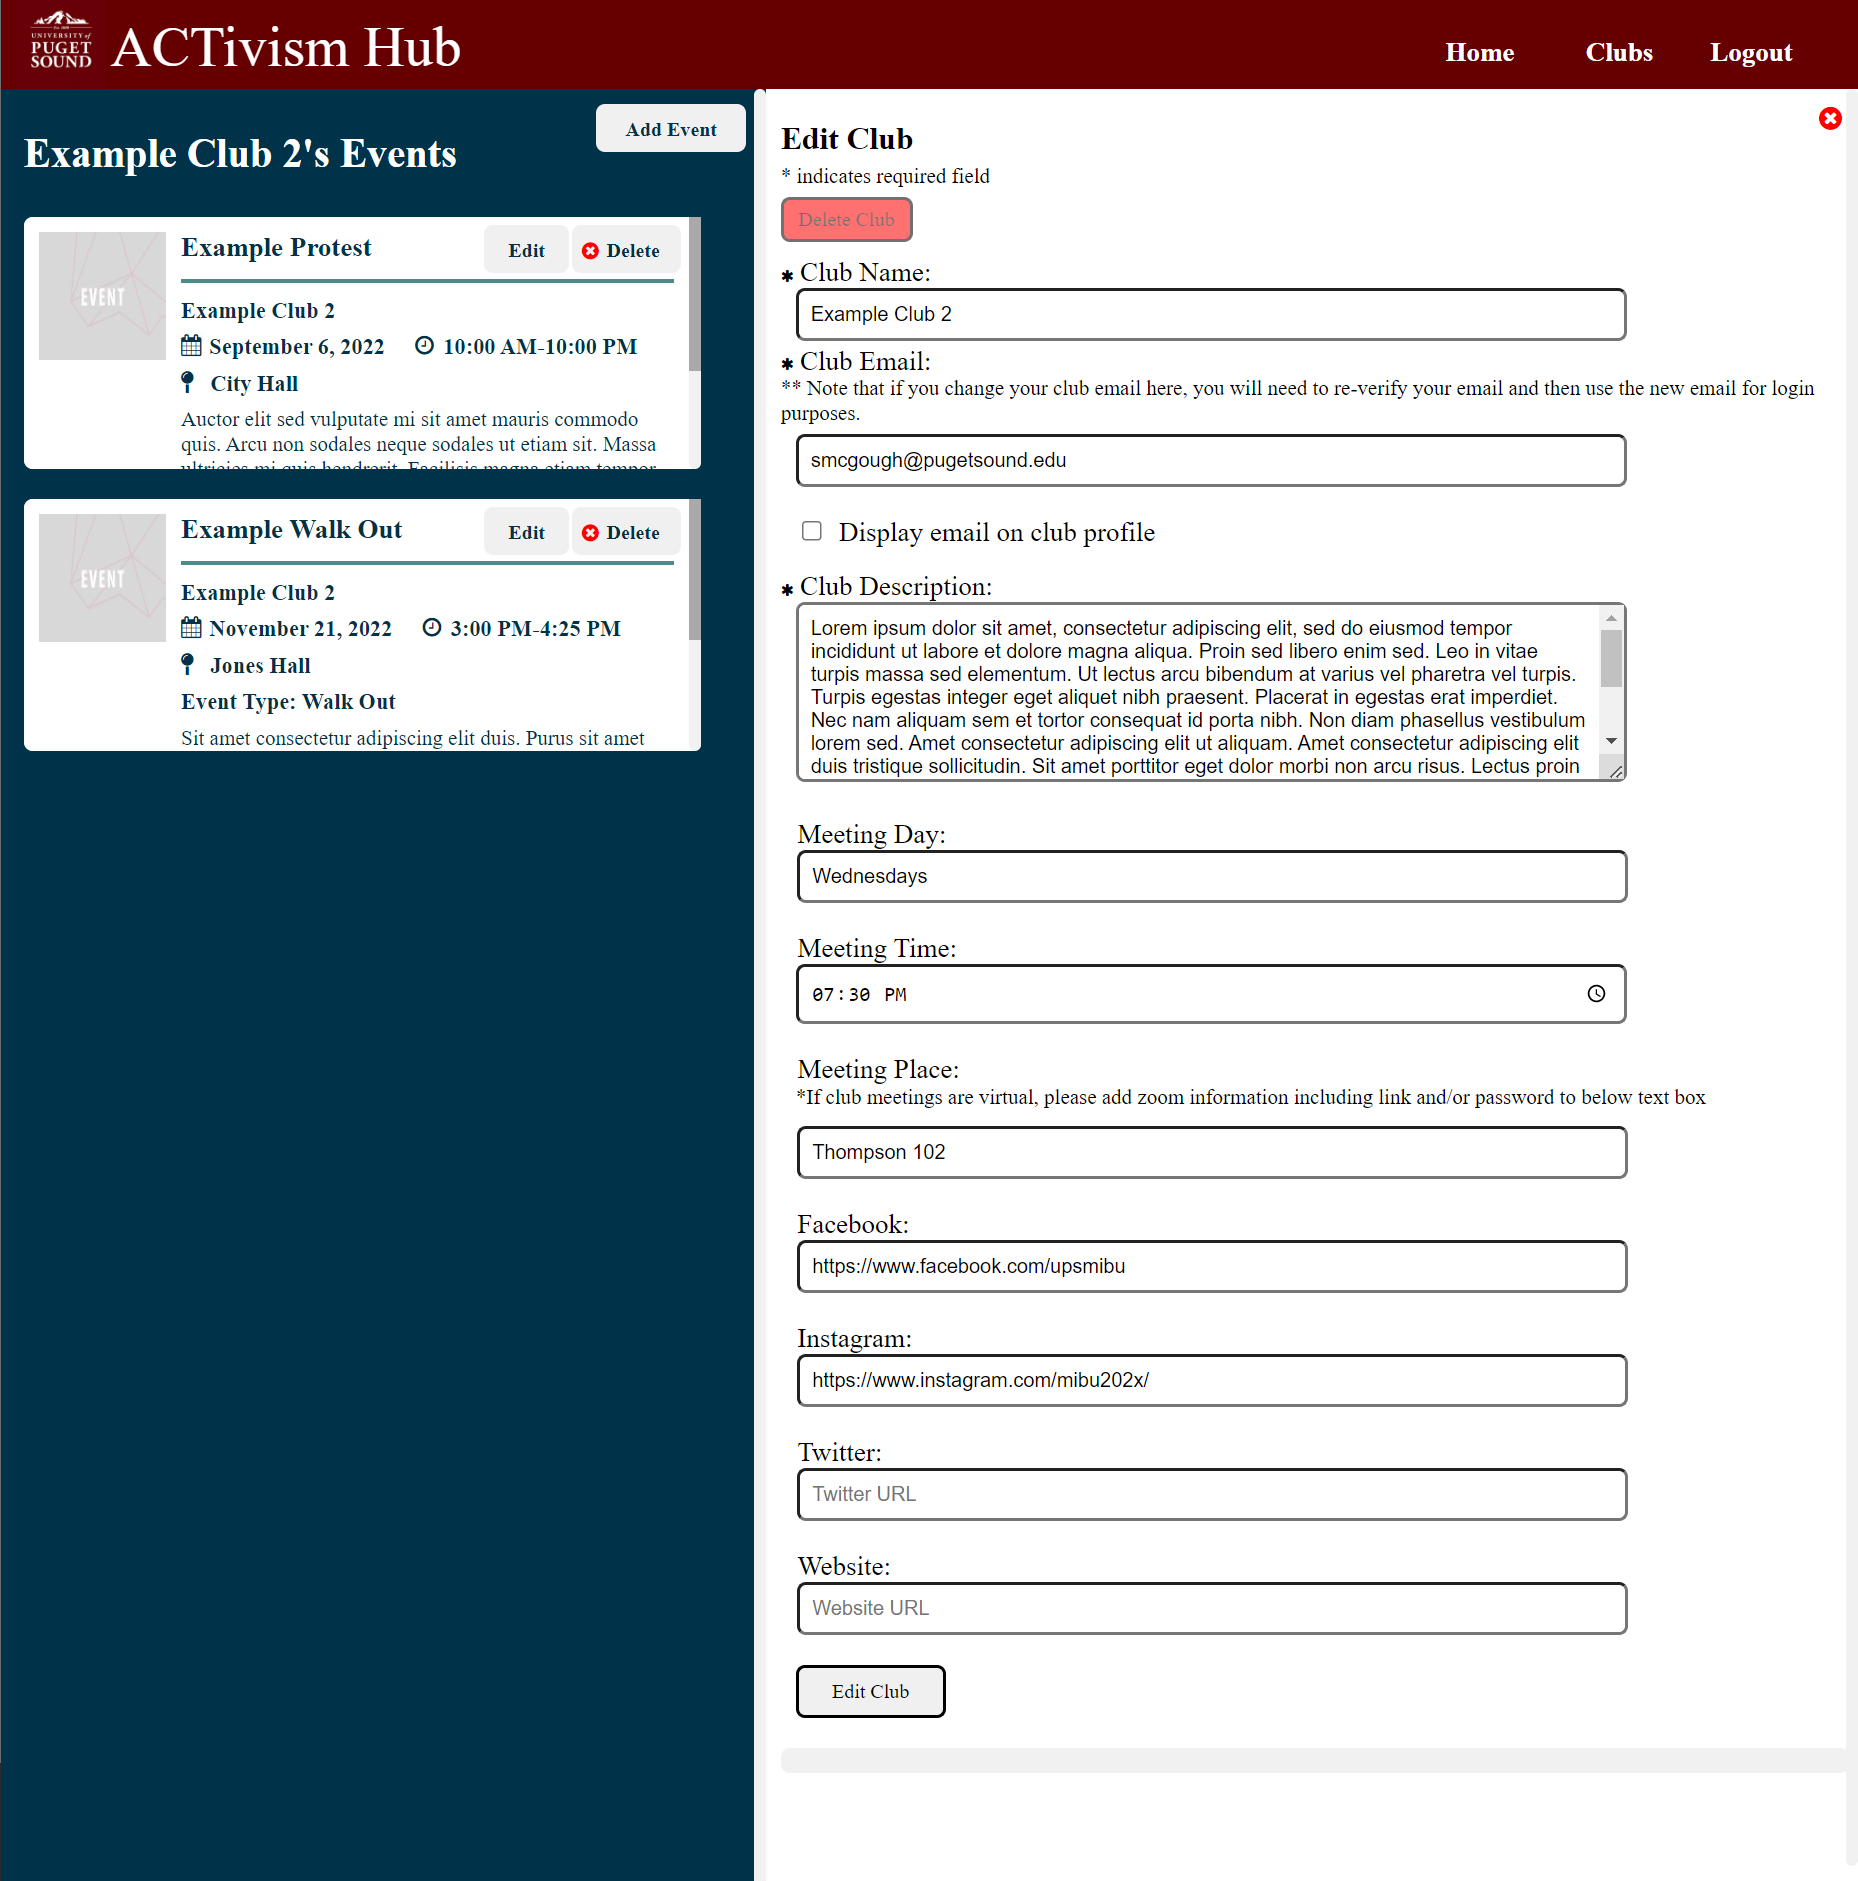 UNIVERSITY of
PUGET
SOUND
ACTivism Hub
Home
Clubs
Logout
Example Club 2's Events
Add Event
Example Protest
Edit
Delete
EVENT
Example Club 2
September 6, 2022
10:00 AM-10:00 PM
City Hall
Auctor elit sed vulputate mi sit amet mauris commodo
quis. Arcu non sodales neque sodales ut etiam sit. Massa
ultricies mi quis hendrerit. Facilisis magna etiam tempor
Example Walk Out
Edit
Delete
EVENT
Example Club 2
November 21, 2022
3:00 PM-4:25 PM
Jones Hall
Event Type: Walk Out
Sit amet consectetur adipiscing elit duis. Purus sit amet
Edit Club
* indicates required field
Delete Club
* Club Name:
Example Club 2
* Club Email:
** Note that if you change your club email here, you will need to re-verify your email and then use the new email for login
purposes.
smcgough@pugetsound.edu
Display email on club profile
* Club Description:
Lorem ipsum dolor sit amet, consectetur adipiscing elit, sed do eiusmod tempor
incididunt ut labore et dolore magna aliqua. Proin sed libero enim sed. Leo in vitae
turpis massa sed elementum. Ut lectus arcu bibendum at varius vel pharetra vel turpis.
Turpis egestas integer eget aliquet nibh praesent. Placerat in egestas erat imperdiet.
Nec nam aliquam sem et tortor consequat id porta nibh. Non diam phasellus vestibulum
lorem sed. Amet consectetur adipiscing elit ut aliquam. Amet consectetur adipiscing elit
duis tristique sollicitudin. Sit amet porttitor eget dolor morbi non arcu risus. Lectus proin
Meeting Day:
Wednesdays
Meeting Time:
07:30 PM
Meeting Place:
*If club meetings are virtual, please add zoom information including link and/or password to below text box
Thompson 102
Facebook:
https://www.facebook.com/upsmibu
Instagram:
https://www.instagram.com/mibu202x/
Twitter:
Twitter URL
Website:
Website URL
Edit Club